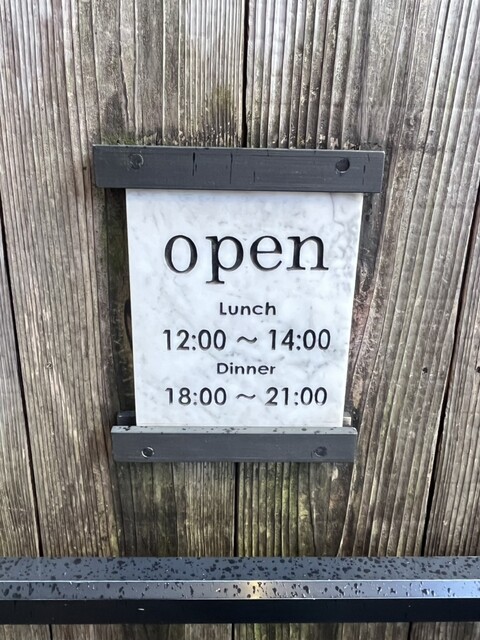 open
Lunch
12:00 ～ 14:00
Dinner
18:00 ～ 21:00